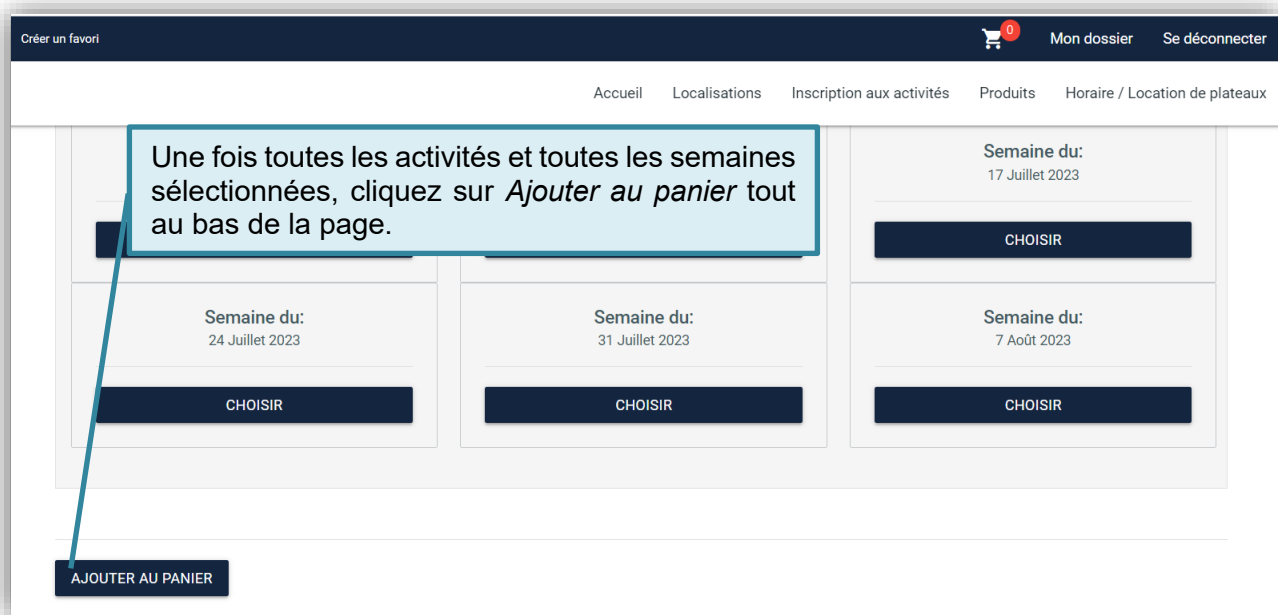 Créer un favori
0
Mon dossier
Se déconnecter
Accueil
Localisations
Inscription aux activités
Produits
Horaire / Location de plateaux
Une fois toutes les activités et toutes les semaines
sélectionnées, cliquez sur Ajouter au panier tout
au bas de la page.
Semaine du:
17 Juillet 2023
CHOISIR
Semaine du:
24 Juillet 2023
CHOISIR
Semaine du:
31 Juillet 2023
CHOISIR
Semaine du:
7 Août 2023
CHOISIR
AJOUTER AU PANIER